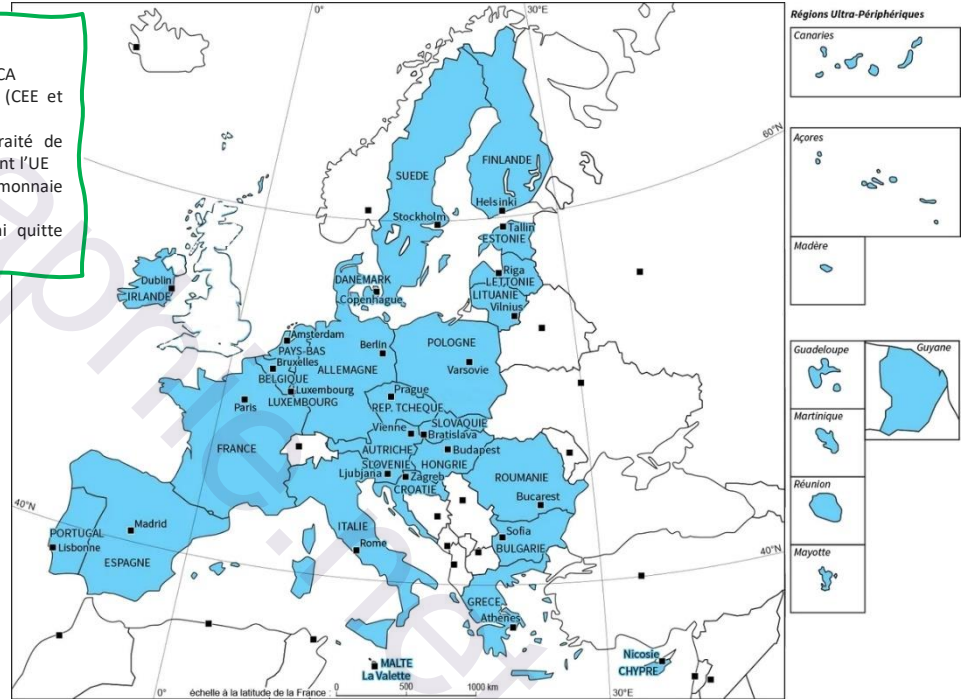 CA
(CEE et
raité de
nt l'UE
monnaie
ni quitte
0°
30°E
60°N
SUEDE
FINLANDE
Helsinki
Stockholm
Tallin
ESTONIE
Riga
LETTONIE
LITUANIE
Vilnius
DANEMARK
Copenhague
Dublin
IRLANDE
Amsterdam
PAYS-BAS
Bruxelles
BELGIQUE
Luxembourg
LUXEMBOURG
Berlin
ALLEMAGNE
POLOGNE
Varsovie
Paris
Prague
REP. TCHEQUE
SLOVAQUIE
Vienne
Bratislava
AUTRICHE
Budapest
FRANCE
SLOVENIE
HONGRIE
Ljubjana
Zagreb
CROATIE
ROUMANIE
Bucarest
40°N
PORTUGAL
Lisbonne
Madrid
ESPAGNE
ITALIE
Rome
Sofia
BULGARIE
40°N
GRECE
Athènes
MALTE
La Valette
Nicosie
CHYPRE
0°
échelle à la latitude de la France :
0
500
1000 km
30°E
Régions Ultra-Périphériques
Canaries
Açores
Madère
Guadeloupe
Guyane
Martinique
Réunion
Mayotte